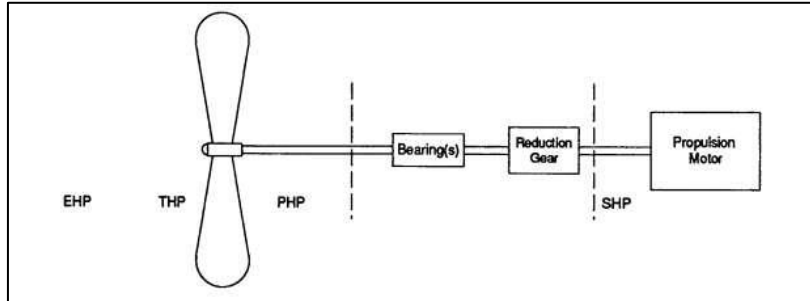 Bearing(s)
Reduction
Gear
Propulsion
Motor
EHP
THP
PHP
SHP